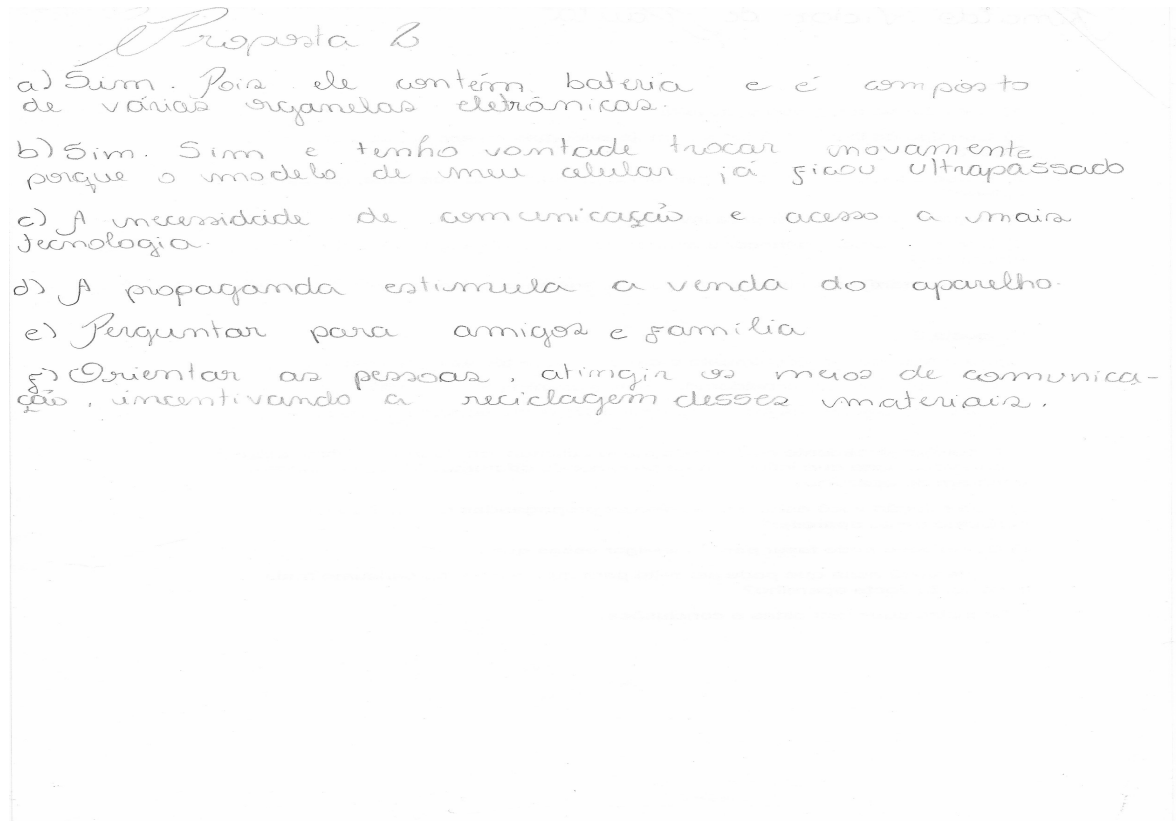 Proposta 2
a) Sim. Pois ele contém bateria e é composto
de várias organelas eletrônicas.
b) Sim. Sim e tenho vontade trocar novamente
porque o modelo de meu celular já ficou ultrapassado
c) A necessidade de comunicação e acesso a mais
tecnologia.
d) A propaganda estimula a venda do aparelho.
e) Perguntar para amigos e família
f) Orientar as pessoas, atingir os meios de comunica-
ção, incentivando a reciclagem desses materiais.